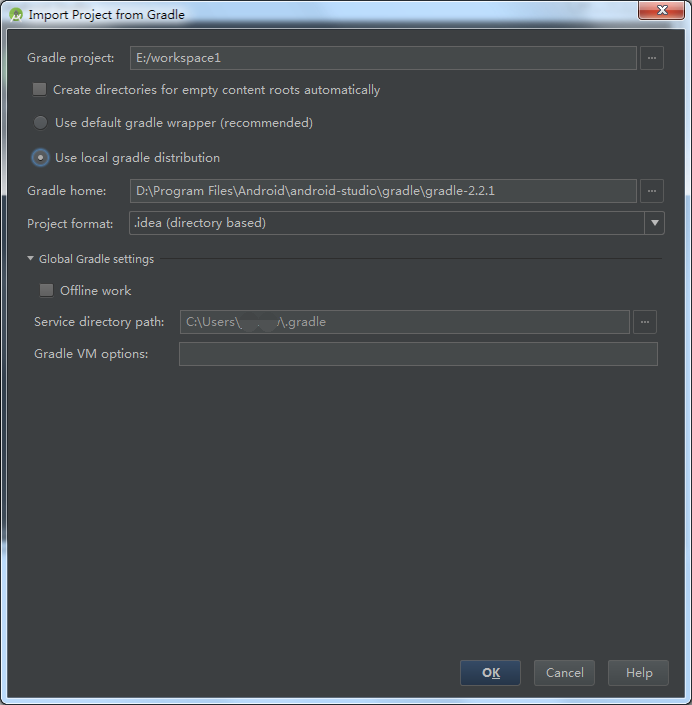 Import Project from Gradle
Gradle project: E:/workspace1 ...
Create directories for empty content roots automatically
Use default gradle wrapper (recommended)
Use local gradle distribution
Gradle home: D:\Program Files\Android\android-studio\gradle\gradle-2.2.1 ...
Project format: .idea (directory based)
Global Gradle settings
Offline work
Service directory path: C:\Users\ \.gradle ...
Gradle VM options:
OK Cancel Help